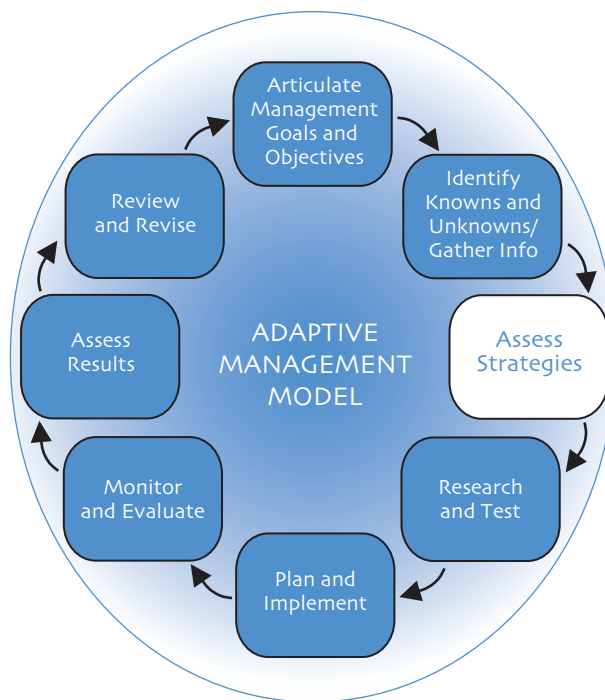 Articulate
Management
Goals and
Objectives
Identify
Knowns and
Unknowns/
Gather Info
Assess
Strategies
Research
and Test
Plan and
Implement
Monitor
and Evaluate
Assess
Results
Review
and Revise
ADAPTIVE
MANAGEMENT
MODEL